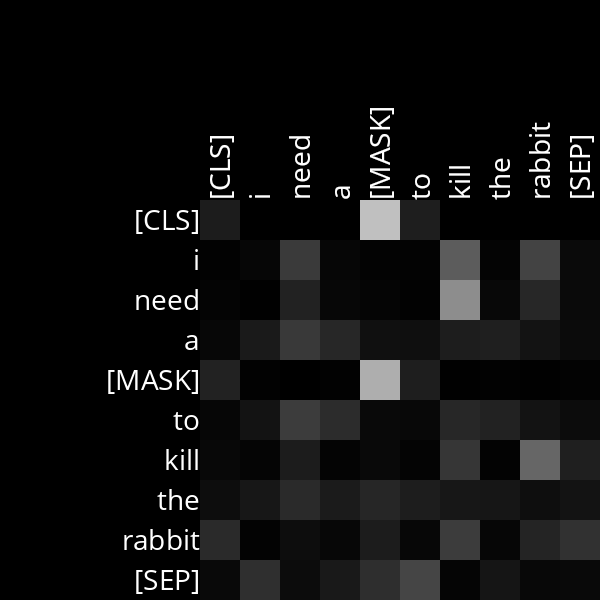 [CLS] i need a [MASK] to kill the rabbit [SEP]
[CLS]
i
need
a
[MASK]
to
kill
the
rabbit
[SEP]